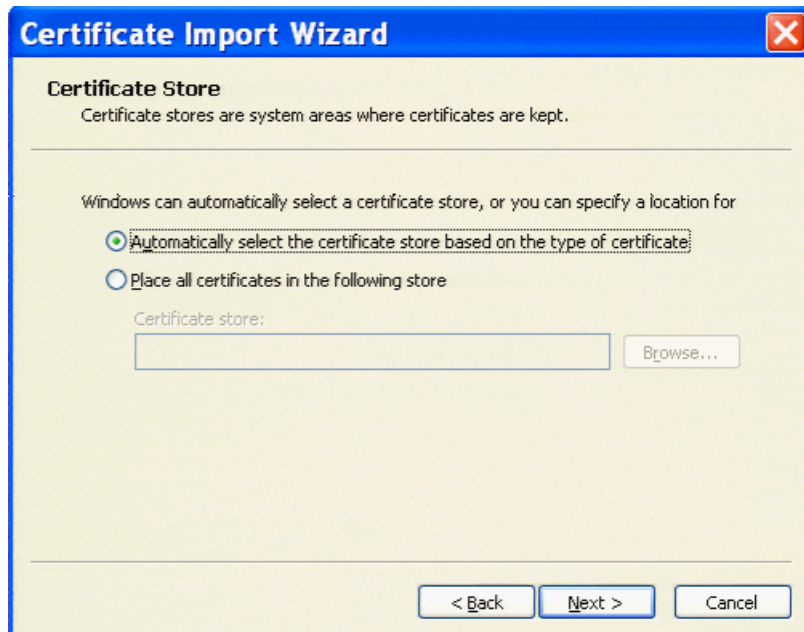 Certificate Import Wizard
Certificate Store
Certificate stores are system areas where certificates are kept.
Windows can automatically select a certificate store, or you can specify a location for
Automatically select the certificate store based on the type of certificate
Place all certificates in the following store
Certificate store:
Browse...
< Back
Next >
Cancel